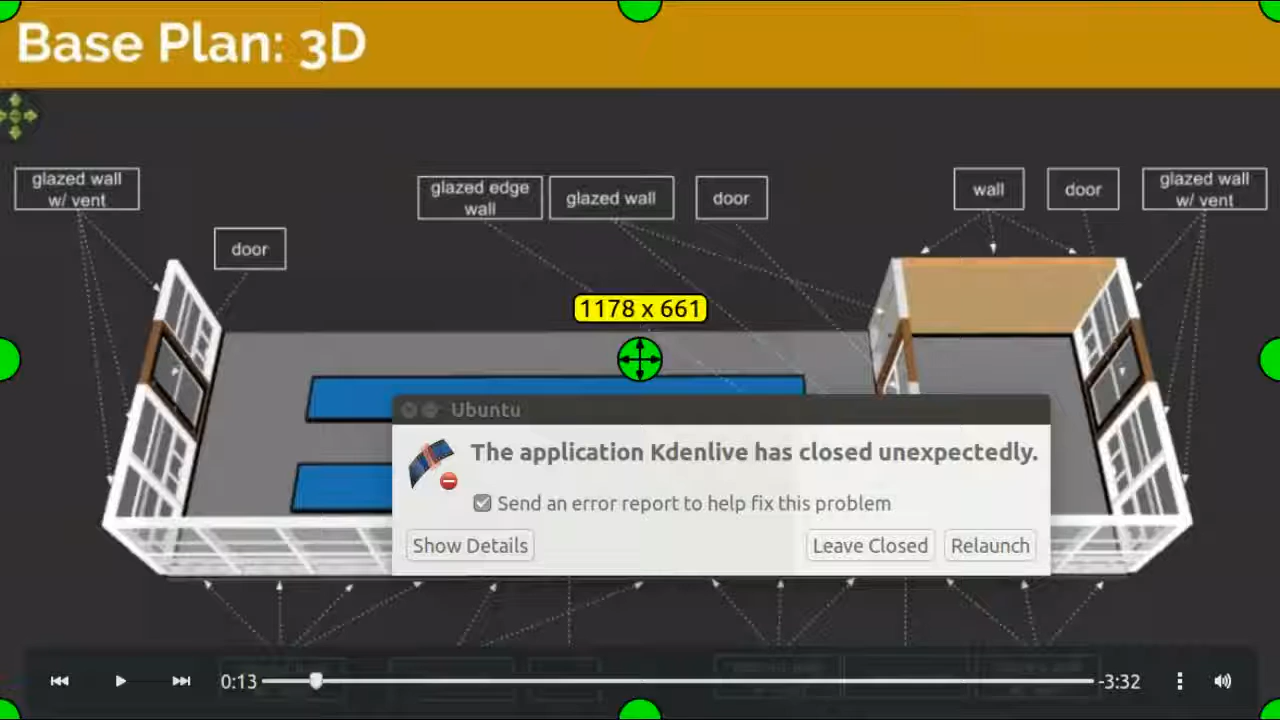 Base Plan: 3D
glazed wall
w/ vent
door
glazed edge
wall
glazed wall
door
wall
door
glazed wall
w/ vent
1178 x 661
Ubuntu
The application Kdenlive has closed unexpectedly.
Send an error report to help fix this problem
Show Details
Leave Closed
Relaunch
0:13
-3:32